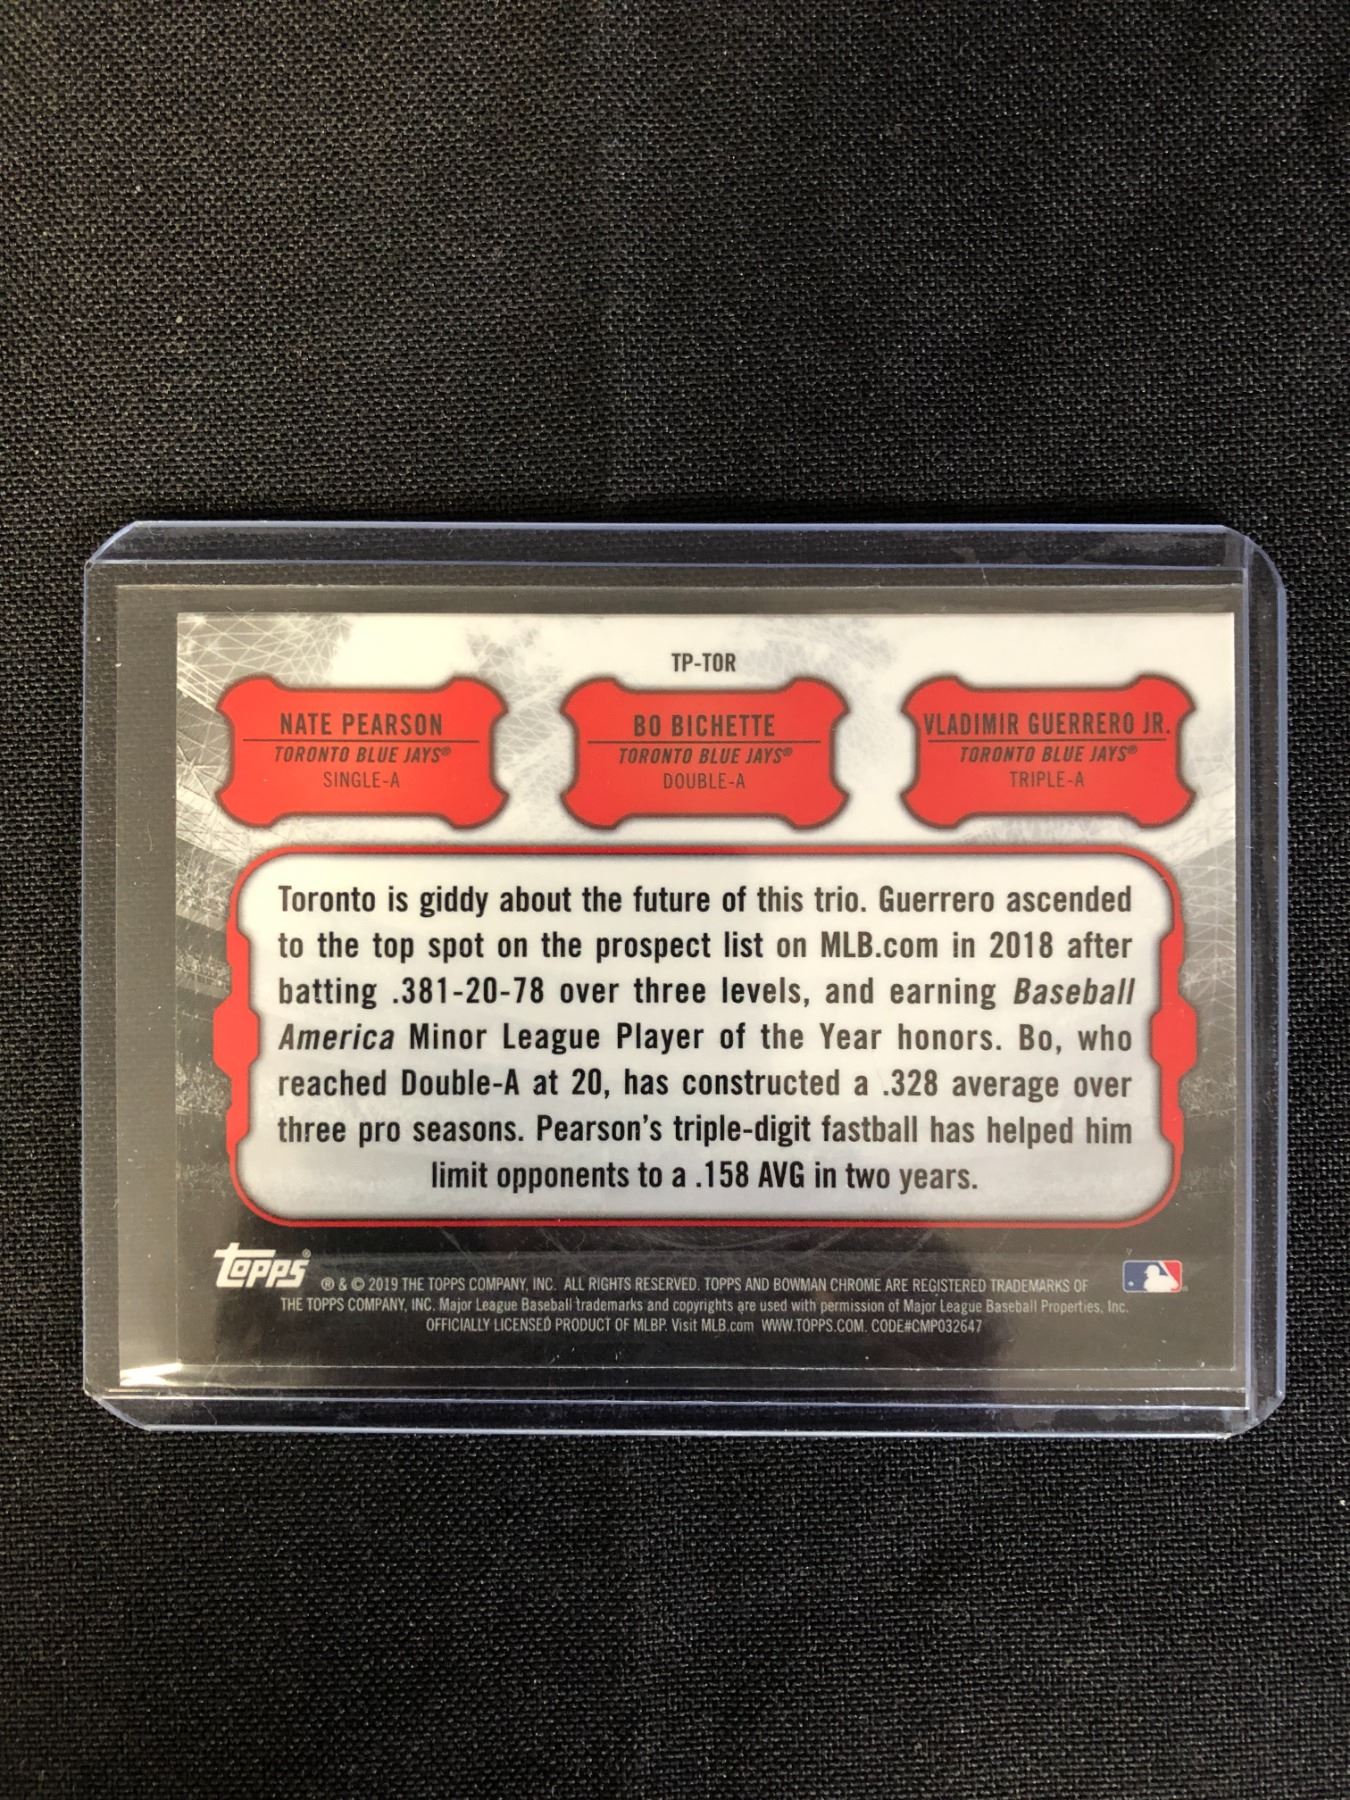 TP-TOR
NATE PEARSON
TORONTO BLUE JAYS®
SINGLE-A
BO BICHETTE
TORONTO BLUE JAYS®
DOUBLE-A
VLADIMIR GUERRERO JR.
TORONTO BLUE JAYS®
TRIPLE-A
Toronto is giddy about the future of this trio. Guerrero ascended
to the top spot on the prospect list on MLB.com in 2018 after
batting .381-20-78 over three levels, and earning Baseball
America Minor League Player of the Year honors. Bo, who
reached Double-A at 20, has constructed a .328 average over
three pro seasons. Pearson's triple-digit fastball has helped him
limit opponents to a .158 AVG in two years.
Topps®
® & © 2019 THE TOPPS COMPANY, INC. ALL RIGHTS RESERVED. TOPPS AND BOWMAN CHROME ARE REGISTERED TRADEMARKS OF
THE TOPPS COMPANY, INC. Major League Baseball trademarks and copyrights are used with permission of Major League Baseball Properties, Inc.
OFFICIALLY LICENSED PRODUCT OF MLBP. Visit MLB.com WWW.TOPPS.COM. CODE#CMP032647